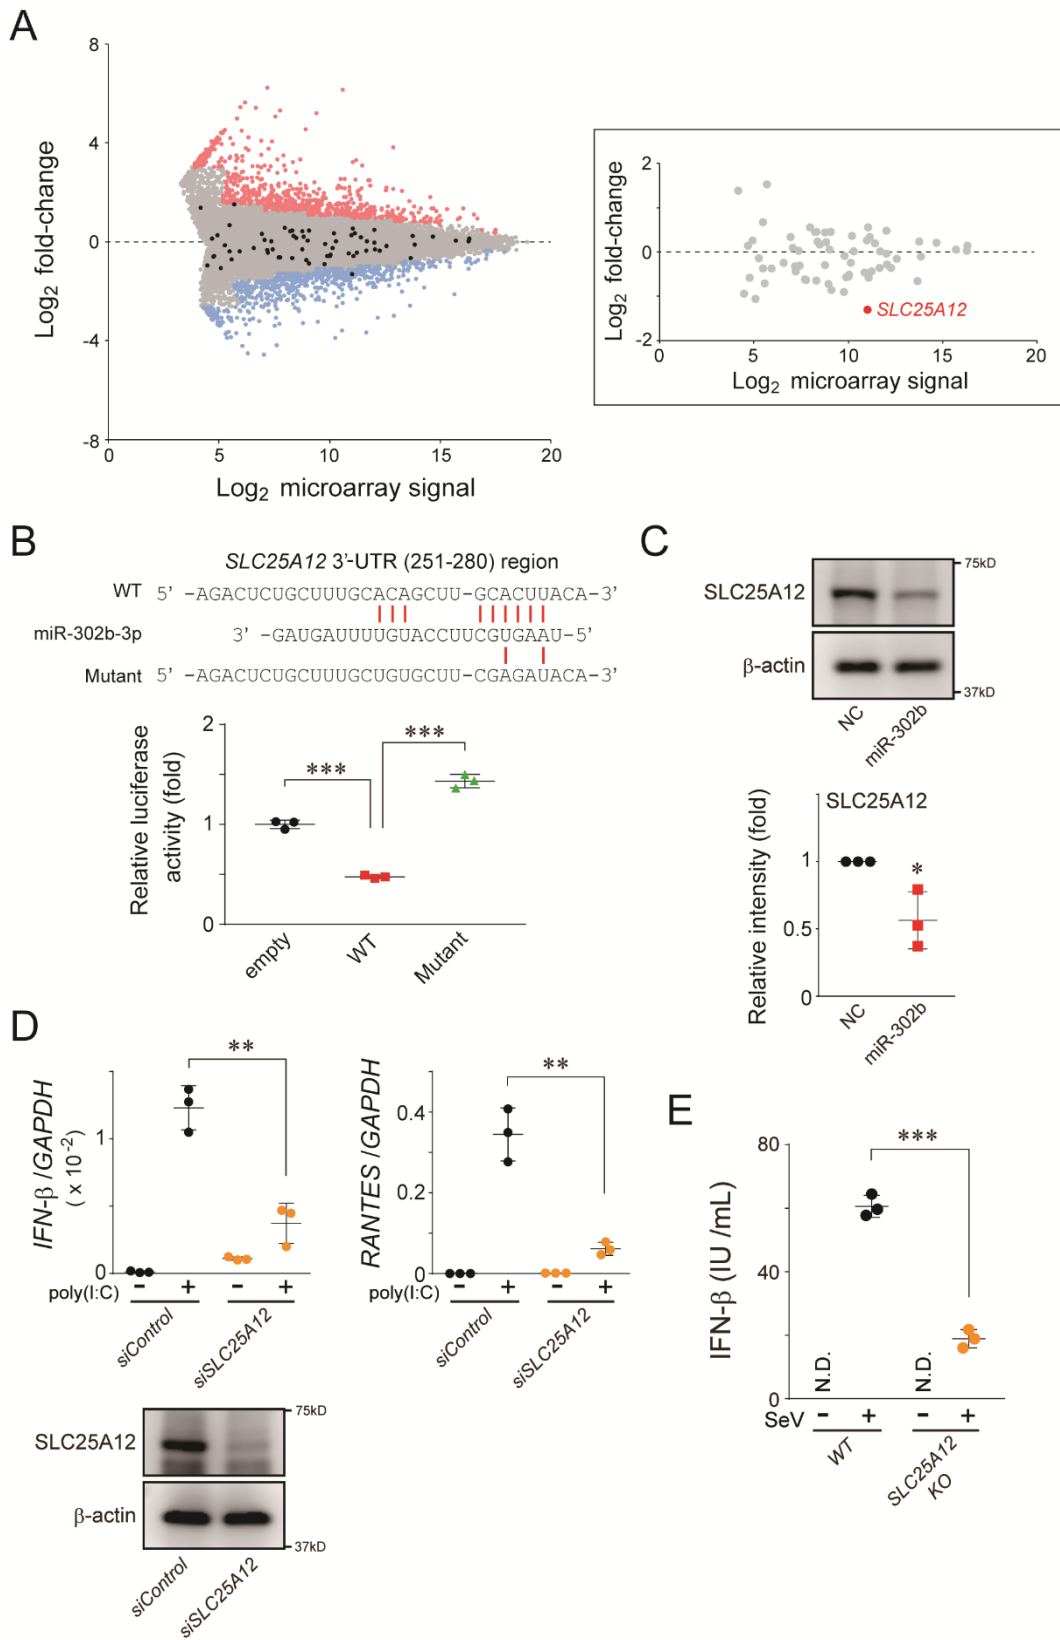 A
8
4
0
-4
-8
0
5
10
15
20
Log2 fold-change
Log2 microarray signal
2
0
-2
0
5
10
15
20
Log2 fold-change
SLC25A12
Log2 microarray signal
B
SLC25A12 3'-UTR (251-280) region
WT 5' -AGACUCUGCUUUGCACAGCUU-GCACUUACA-3'
miR-302b-3p 3' -GAUGAUUUUGUACCUUCGUGAAU-5'
Mutant 5' -AGACUCUGCUUUGCUGUGCUU-CGAGAUACA-3'
Relative luciferase
activity (fold)
2
1
0
***
***
empty
WT
Mutant
C
75kD
SLC25A12
β-actin
37kD
NC
miR-302b
Relative intensity (fold)
SLC25A12
1
0.5
0
*
NC
miR-302b
D
IFN-β /GAPDH
( x 10-2)
1
0
**
poly(I:C) - + - +
siControl
siSLC25A12
RANTES /GAPDH
0.4
0.2
0
**
poly(I:C) - + - +
siControl
siSLC25A12
75kD
SLC25A12
β-actin
37kD
siControl
siSLC25A12
E
IFN-β (IU /mL)
80
40
0
***
N.D.
N.D.
SeV - + - +
WT
SLC25A12
KO